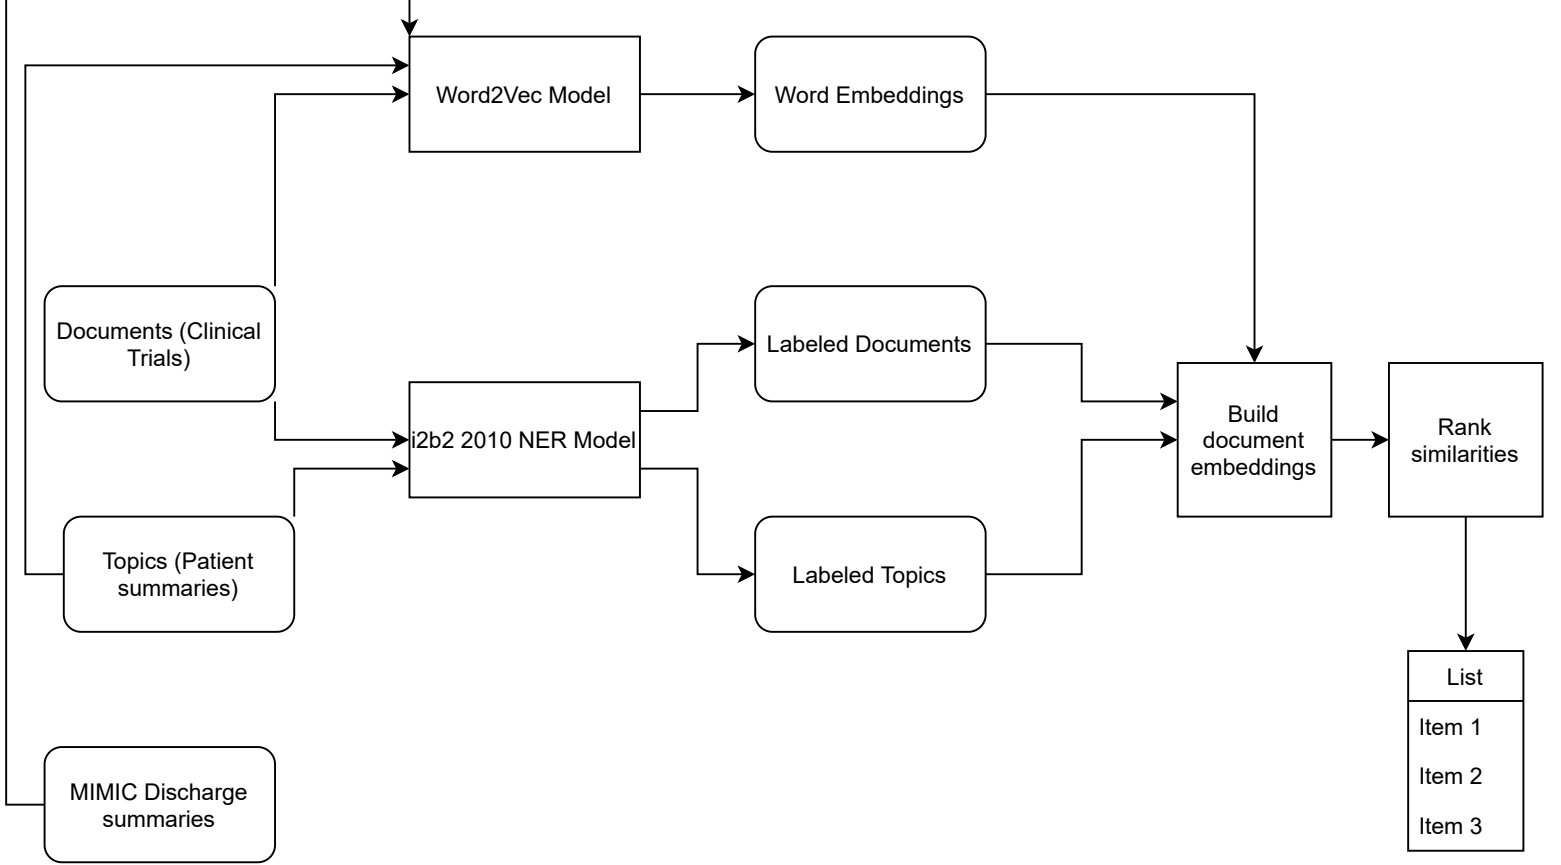 Word2Vec Model
Word Embeddings
Documents (Clinical
Trials)
Labeled Documents
i2b2 2010 NER Model
Build
document
embeddings
Rank
similarities
Topics (Patient
summaries)
Labeled Topics
MIMIC Discharge
summaries
List
Item 1
Item 2
Item 3